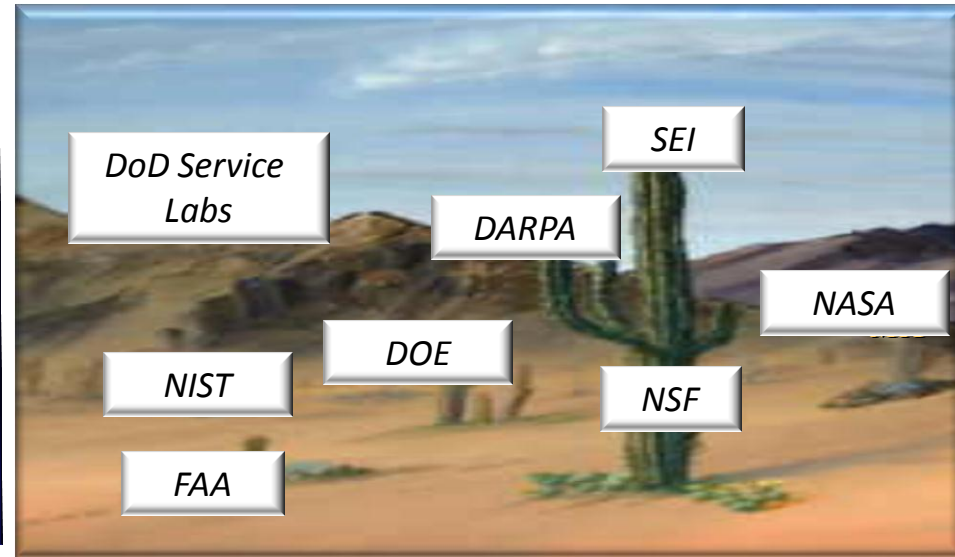 SEI
DoD Service
Labs
DARPA
NASA
DOE
NIST
NSF
FAA